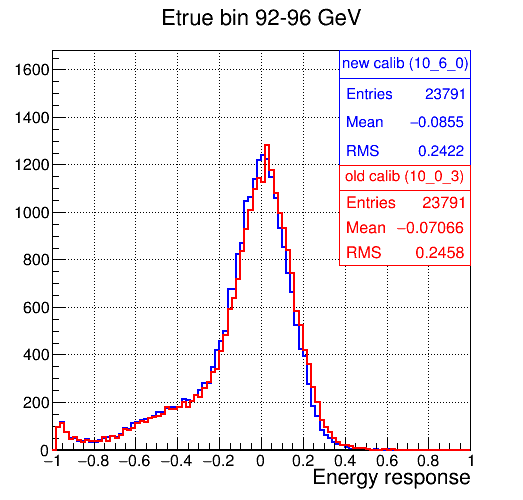 Etrue bin 92-96 GeV
new calib (10_6_0)
Entries 23791
Mean −0.0855
RMS 0.2422
old calib (10_0_3)
Entries 23791
Mean −0.07066
RMS 0.2458
1600
1400
1200
1000
800
600
400
200
0
−1 −0.8 −0.6 −0.4 −0.2 0 0.2 0.4 0.6 0.8 1
Energy response